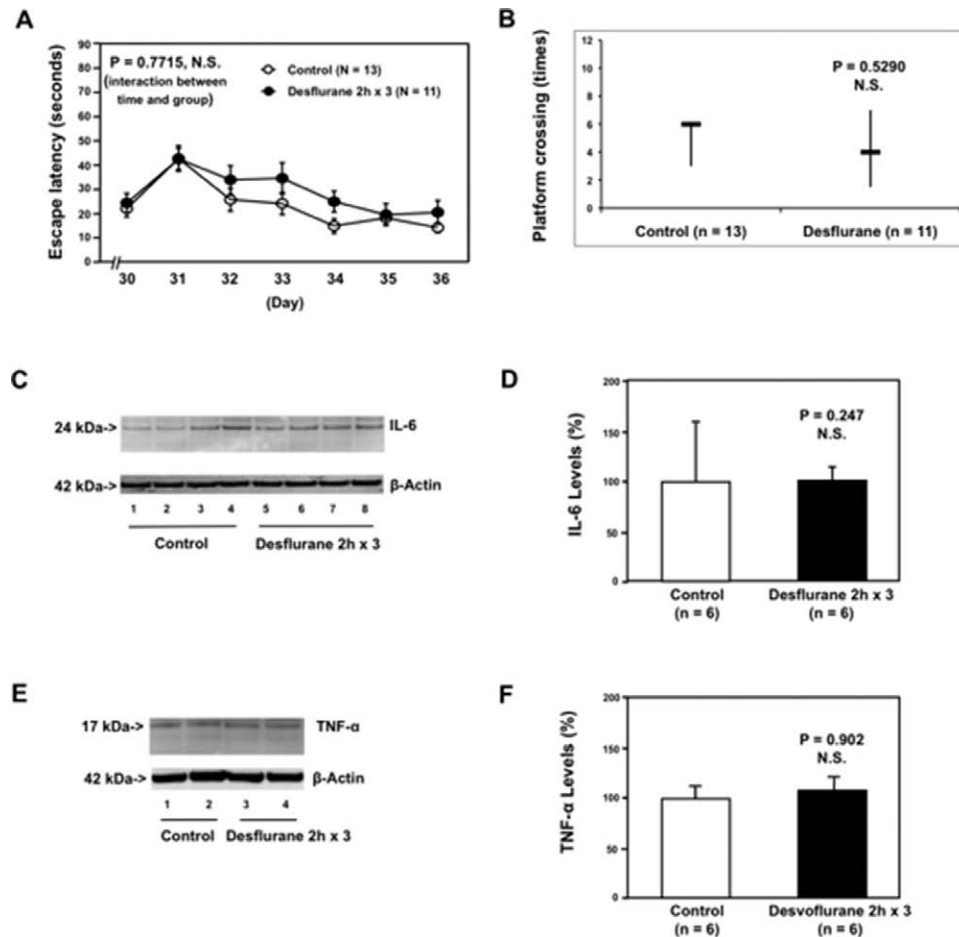 A
Escape latency (seconds)
90
80
70
60
50
40
30
20
10
0
P = 0.7715, N.S.
(interaction between
time and group)
Control (N = 13)
Desflurane 2h x 3 (N = 11)
30 31 32 33 34 35 36
(Day)
B
Platform crossing (times)
12
10
8
6
4
2
0
P = 0.5290
N.S.
Control (n = 13) Desflurane (n = 11)
C
24 kDa-> IL-6
42 kDa-> β-Actin
1 2 3 4 5 6 7 8
Control Desflurane 2h x 3
D
IL-6 Levels (%)
200
150
100
50
0
P = 0.247
N.S.
Control Desflurane 2h x 3
(n = 6) (n = 6)
E
17 kDa-> TNF-α
42 kDa-> β-Actin
1 2 3 4
Control Desflurane 2h x 3
F
TNF-α Levels (%)
200
150
100
50
0
P = 0.902
N.S.
Control Desvoflurane 2h x 3
(n = 6) (n = 6)